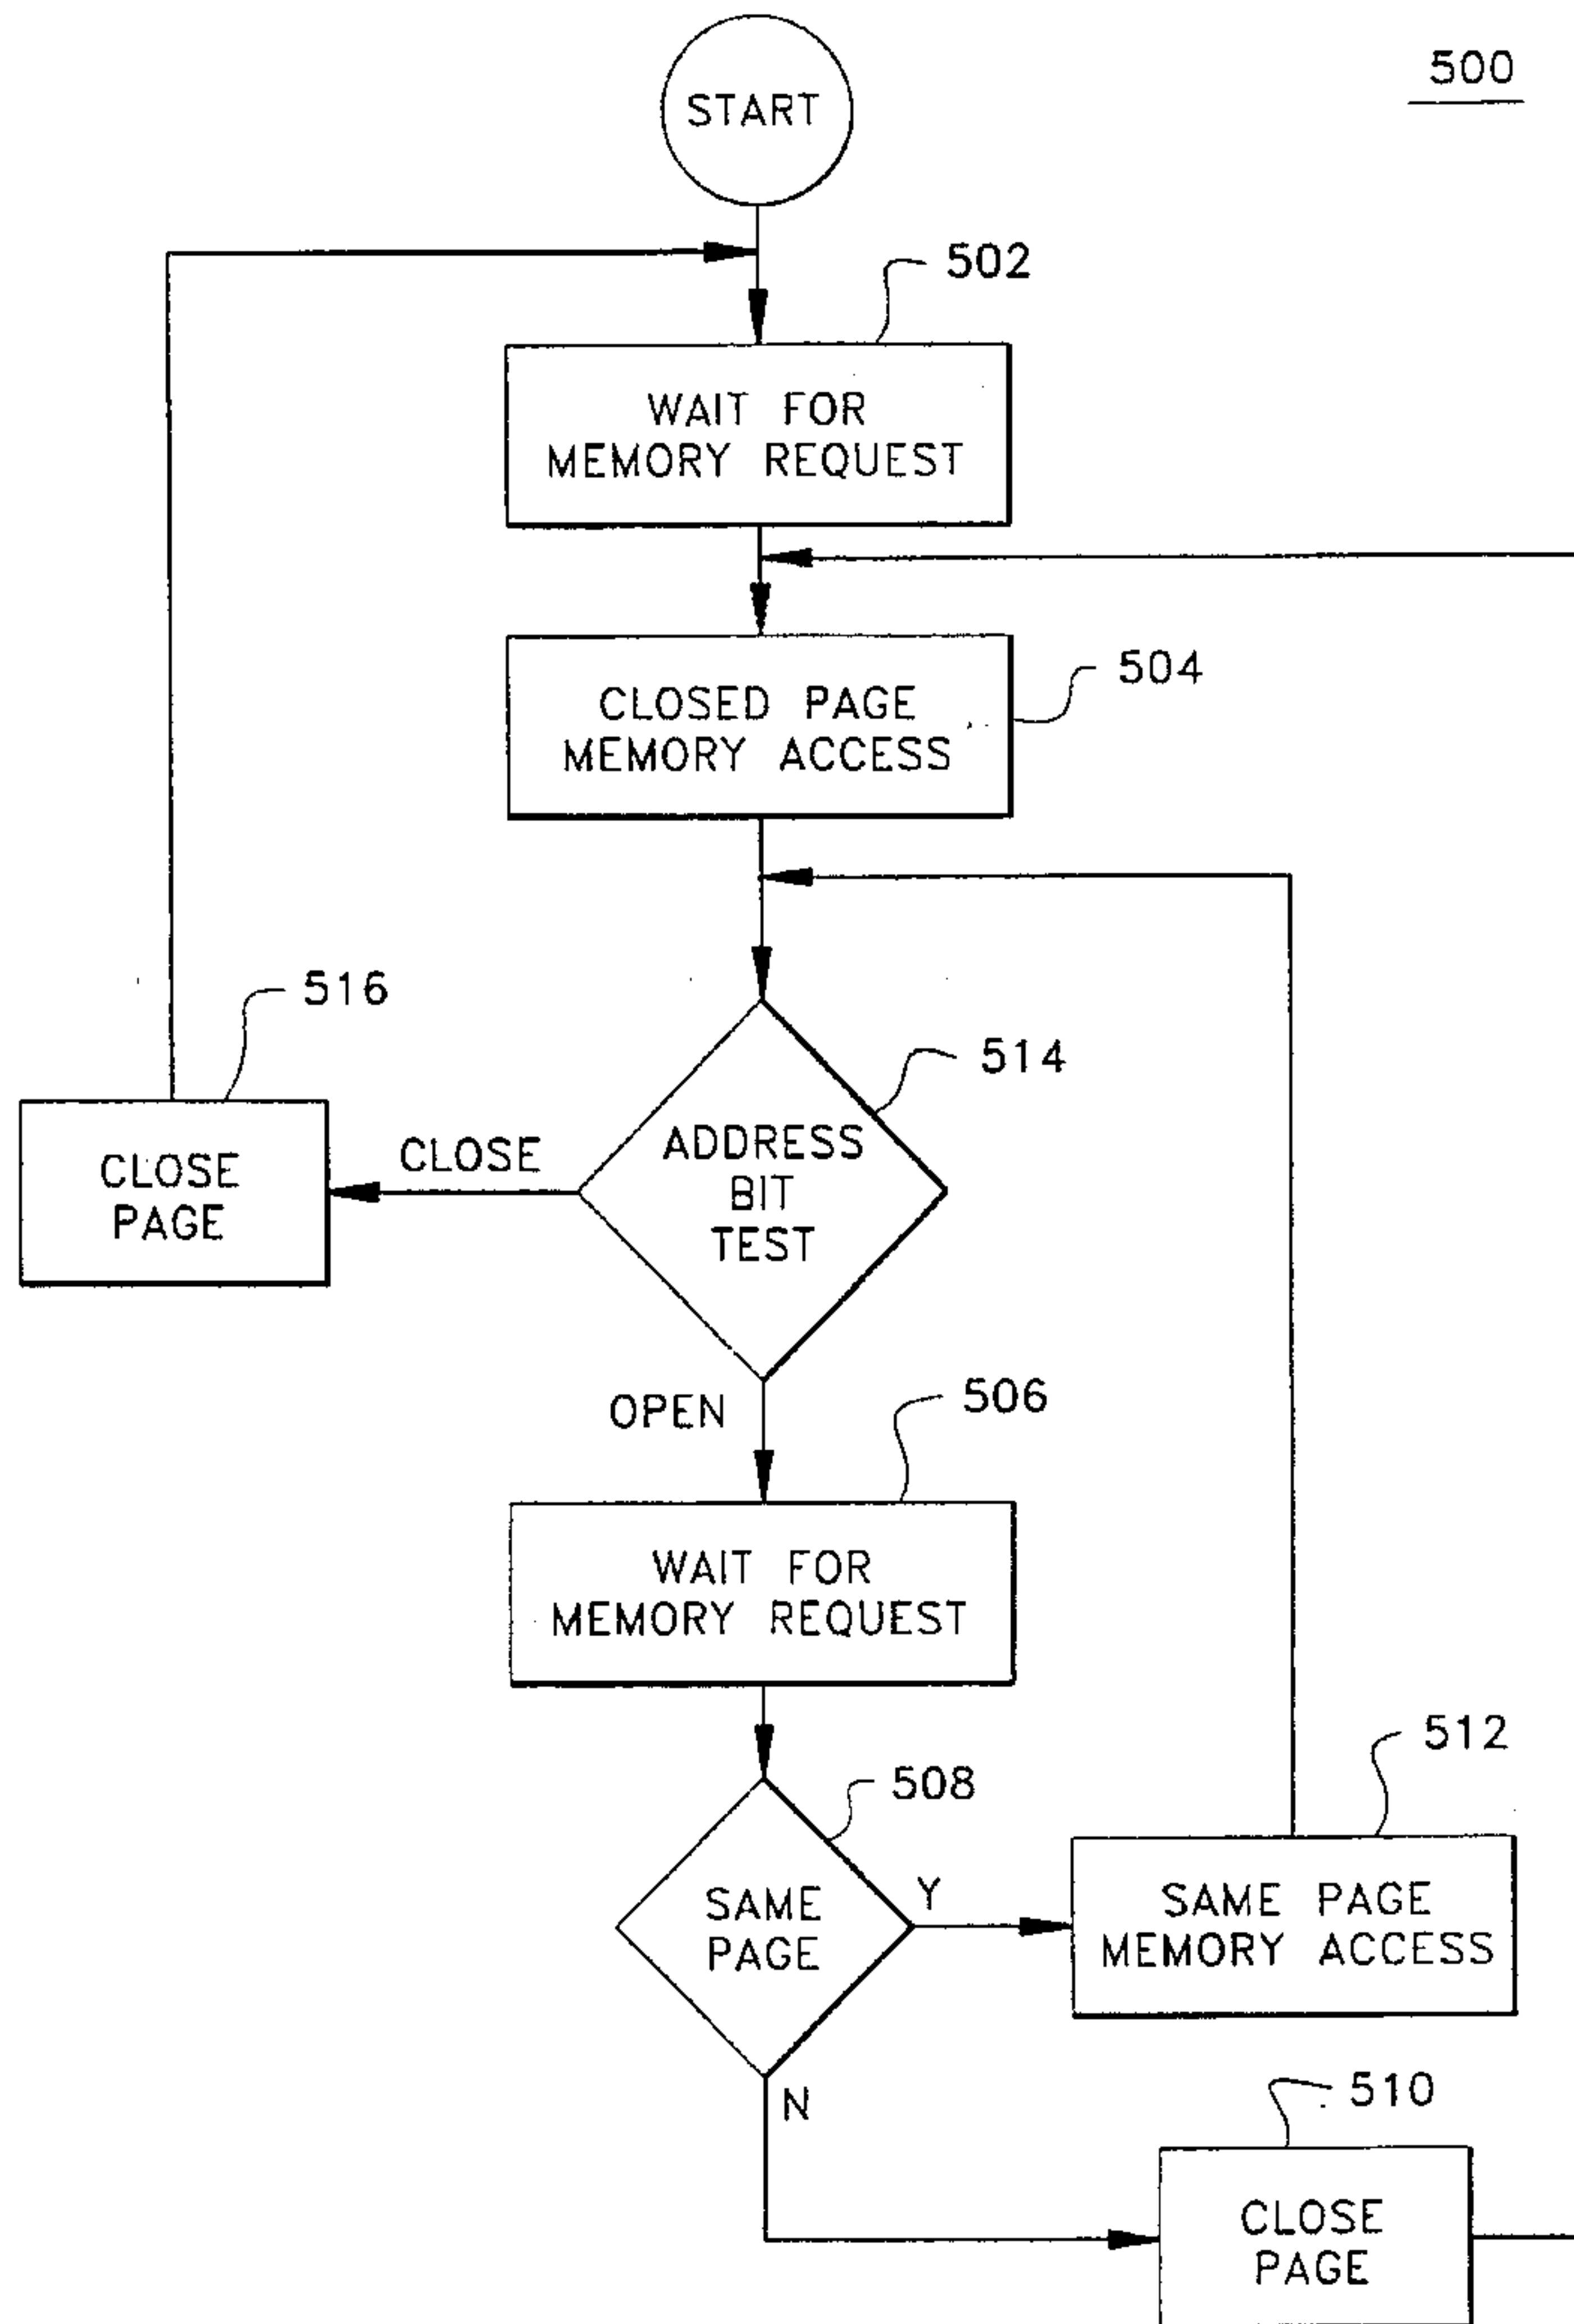 START
500
502
WAIT FOR
MEMORY REQUEST
CLOSED PAGE
MEMORY ACCESS
504
516
514
CLOSE
PAGE
CLOSE
ADDRESS
BIT
TEST
OPEN
506
WAIT FOR
MEMORY REQUEST
508
512
SAME
PAGE
Y
SAME PAGE
MEMORY ACCESS
N
510
CLOSE
PAGE